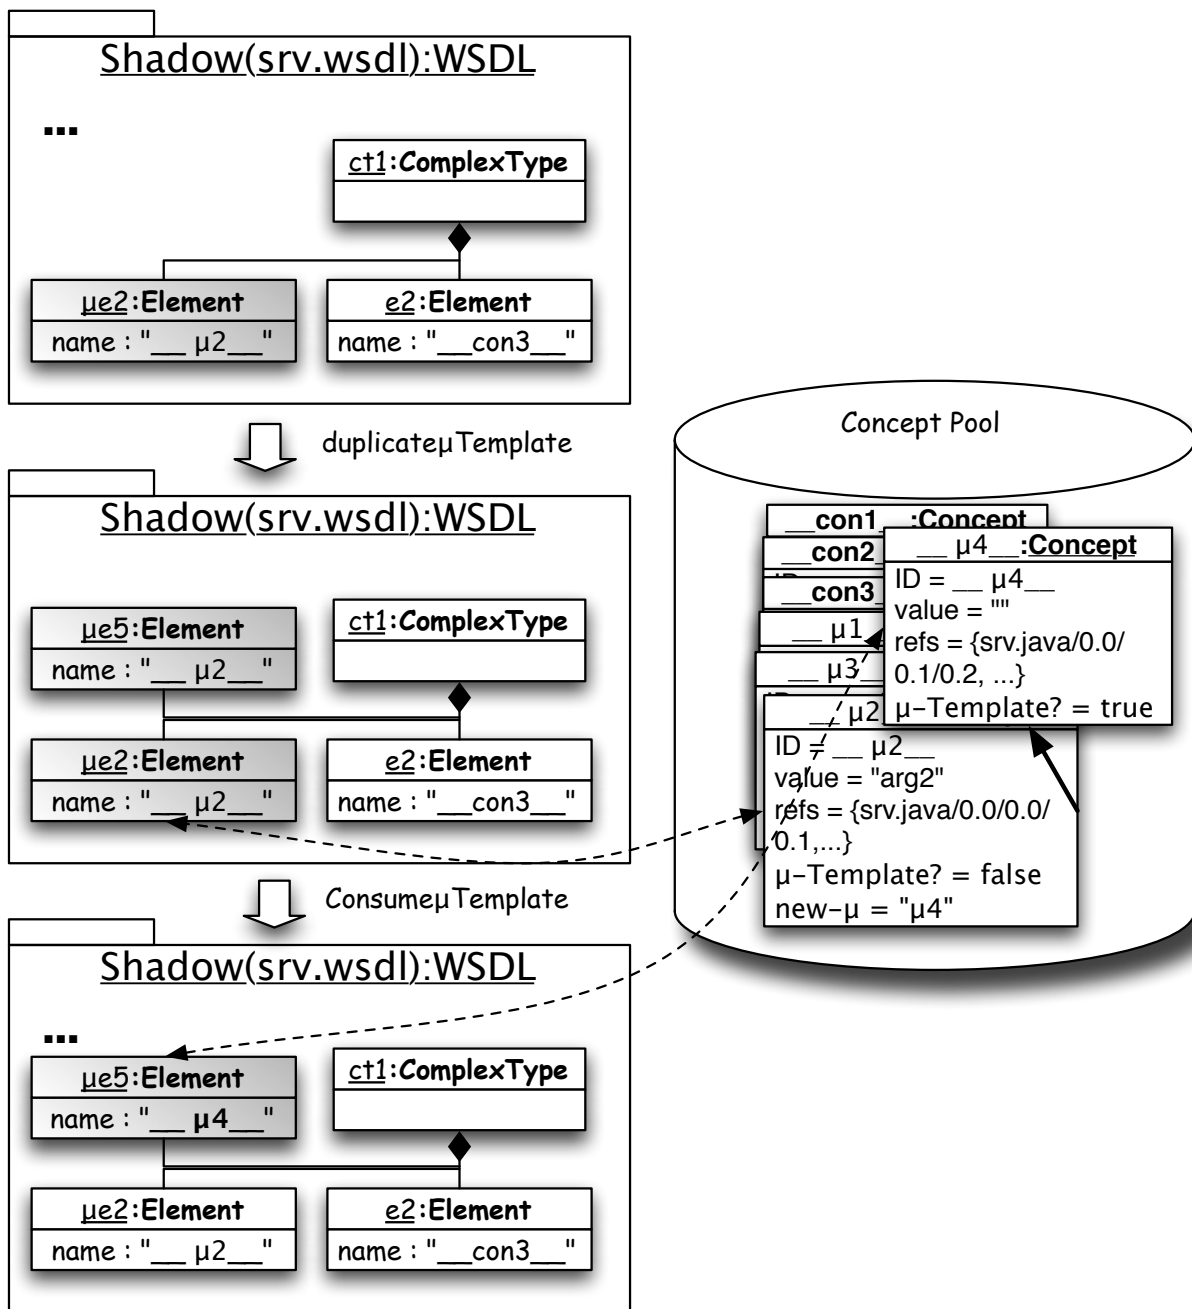 Shadow(srv.wsdl):WSDL
...
ct1:ComplexType
µe2:Element
name : "__ µ2__"
e2:Element
name : "__con3__"
duplicateµTemplate
Shadow(srv.wsdl):WSDL
µe5:Element
name : "__ µ2__"
ct1:ComplexType
µe2:Element
name : "__ µ2__"
e2:Element
name : "__con3__"
ConsumeµTemplate
Shadow(srv.wsdl):WSDL
...
µe5:Element
name : "__ µ4__"
ct1:ComplexType
µe2:Element
name : "__ µ2__"
e2:Element
name : "__con3__"
Concept Pool
__con1__:Concept
__con2_
__con3_
__ µ1
__ µ3__
__ µ4__:Concept
ID = __ µ4__
value = ""
refs = {srv.java/0.0/
0.1/0.2, ...}
µ-Template? = true
__ µ2
ID = __ µ2__
value = "arg2"
refs = {srv.java/0.0/0.0/
0.1,...}
µ-Template? = false
new-µ = "µ4"